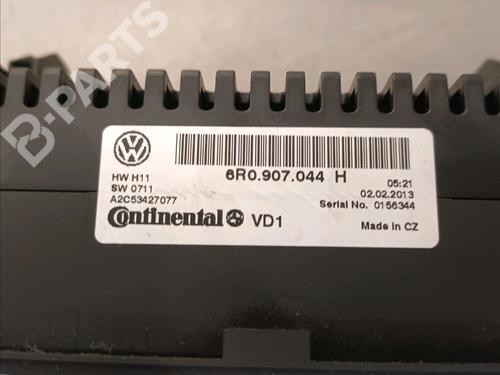 B-PARTS
6R0.907.044 H
HW H11
SW 0711
A2C53427077
05:21
02.02.2013
Serial No. 0156344
Continental VD1
Made in CZ